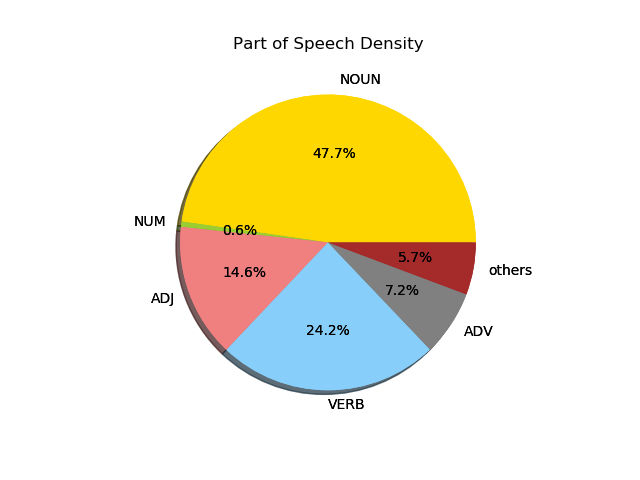 Part of Speech Density
NOUN
47.7%
NUM
0.6%
ADJ
14.6%
VERB
24.2%
ADV
7.2%
others
5.7%